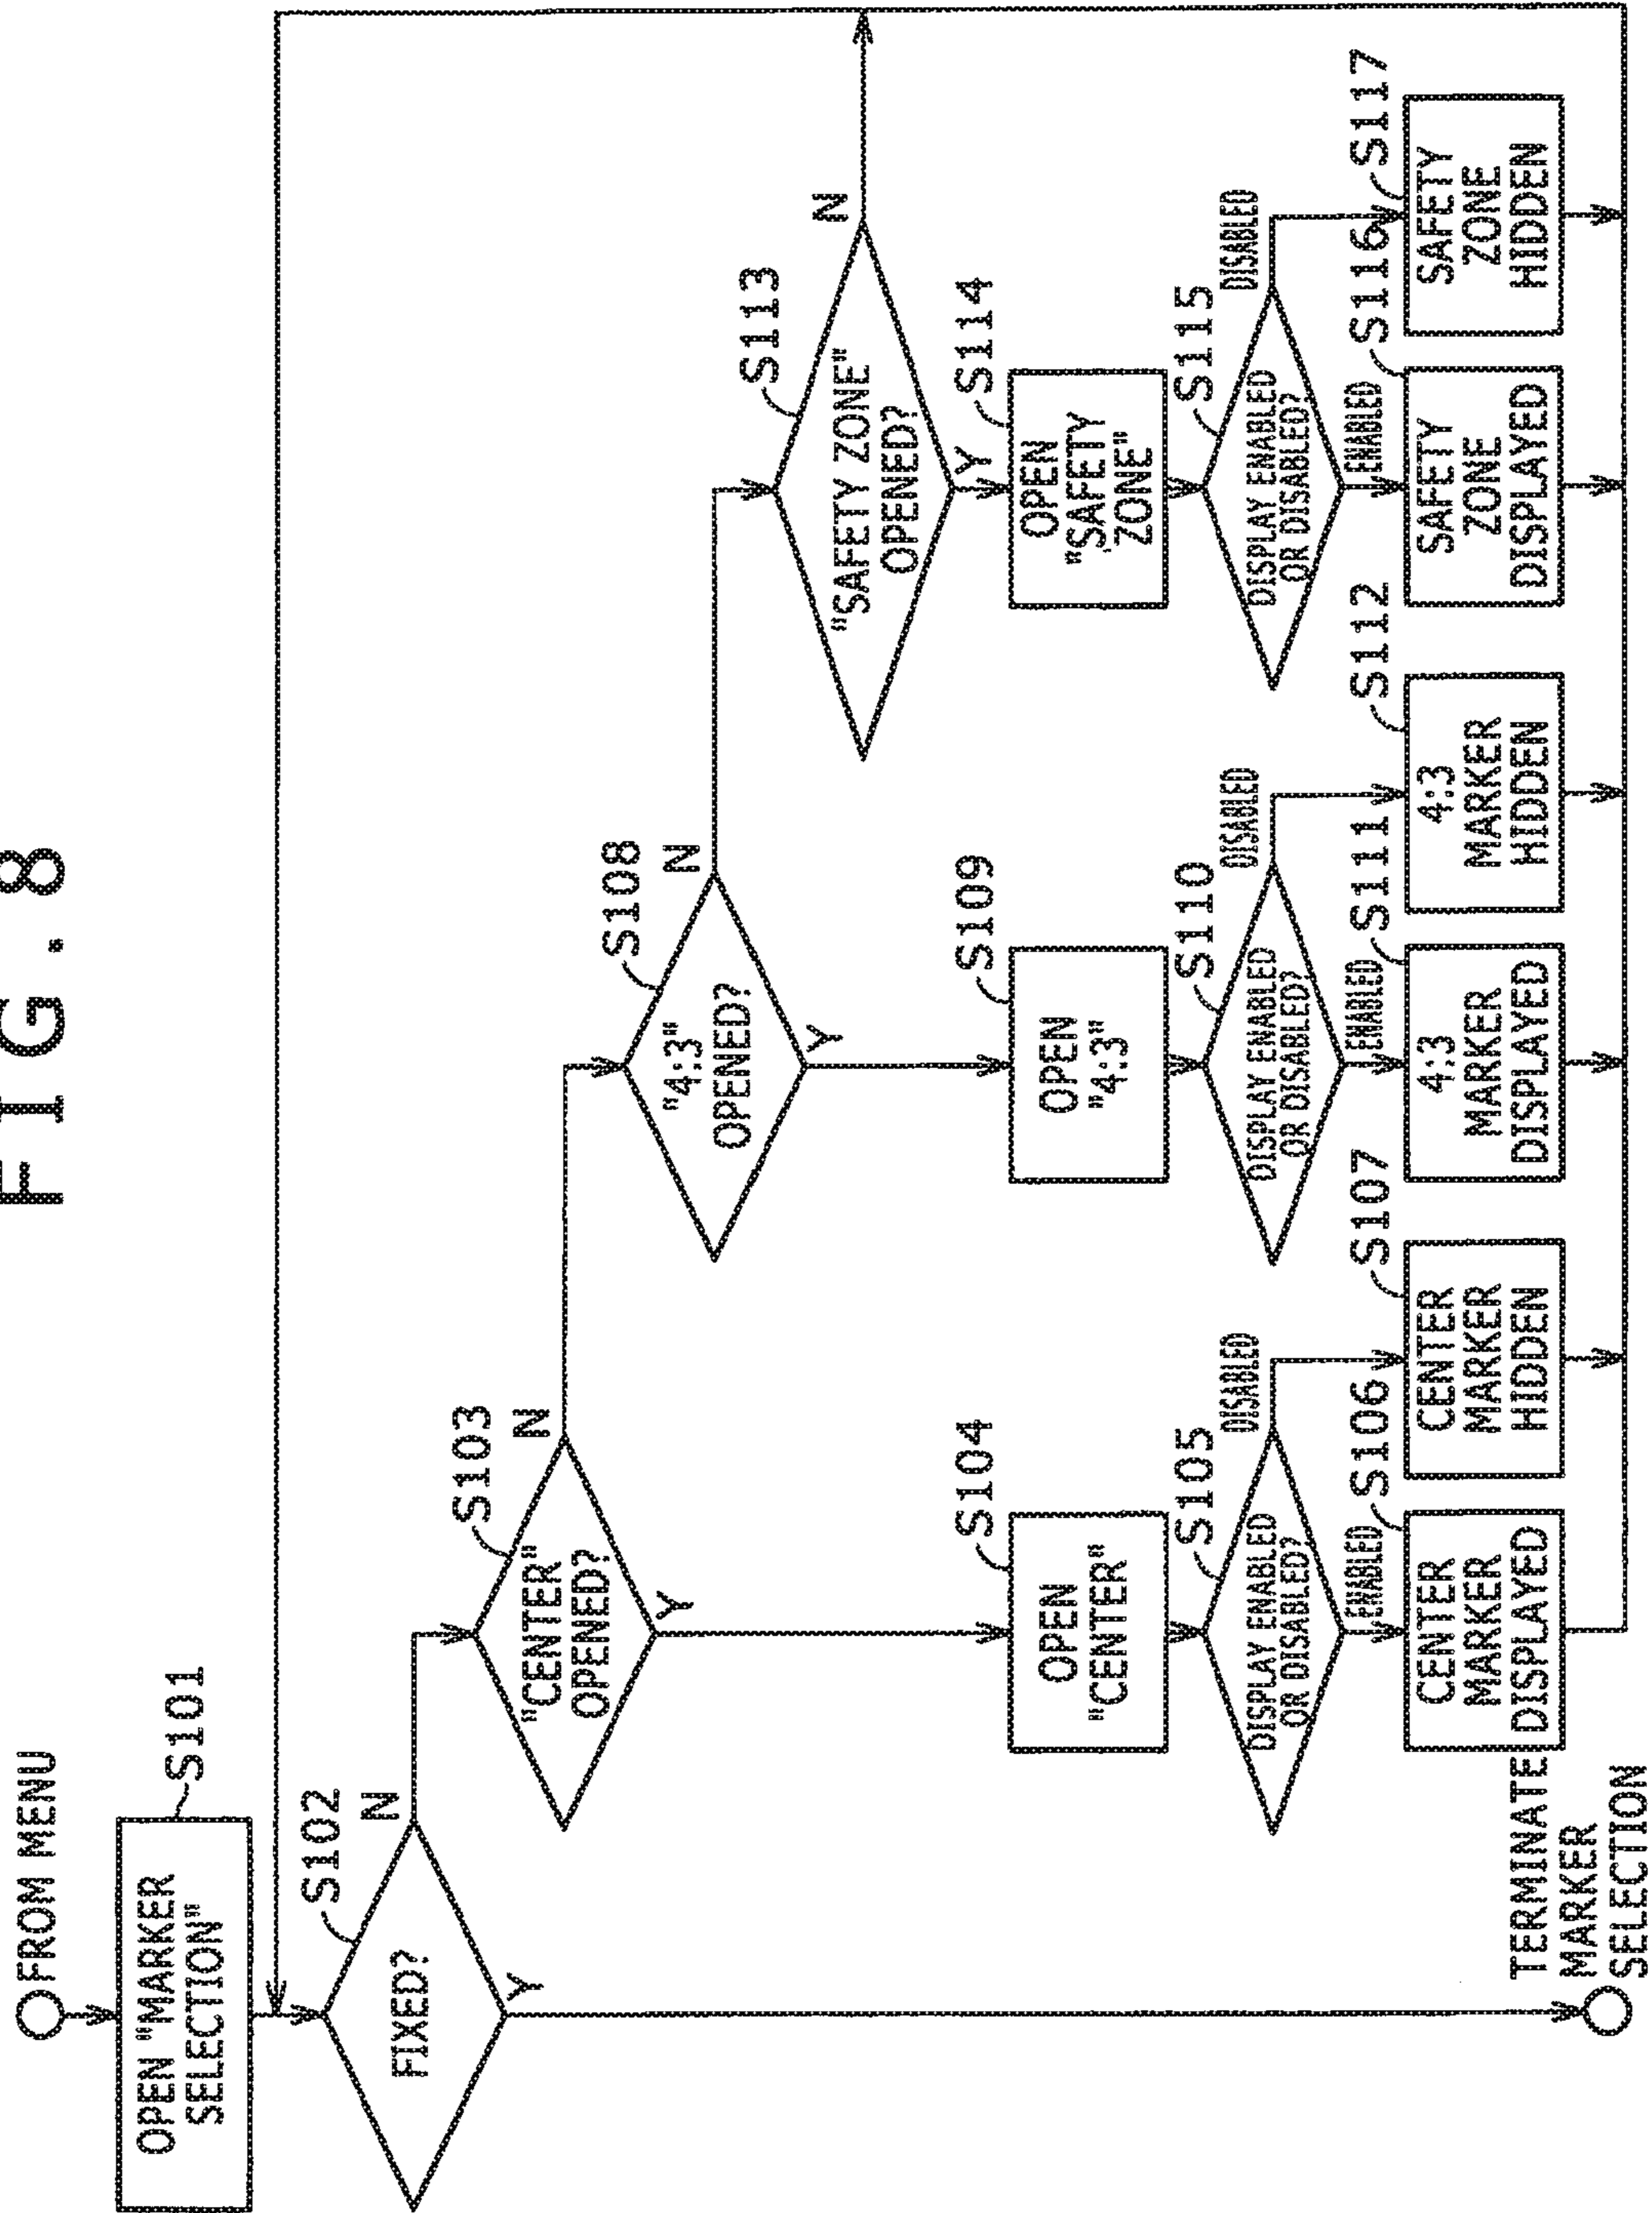 FIG. 8
FROM MENU
OPEN "MARKER
SELECTION"
S101
FIXED?
S102
N
Y
"CENTER"
OPENED?
S103
N
Y
"4:3"
OPENED?
S108
N
Y
"SAFETY ZONE"
OPENED?
S113
N
Y
OPEN
"CENTER"
S104
OPEN
"4:3"
S109
OPEN
"SAFETY
ZONE"
S114
DISPLAY ENABLED
OR DISABLED?
S105
DISABLED
ENABLED
DISPLAY ENABLED
OR DISABLED?
S110
DISABLED
ENABLED
DISPLAY ENABLED
OR DISABLED?
S115
DISABLED
ENABLED
CENTER
MARKER
DISPLAYED
S106
CENTER
MARKER
HIDDEN
S107
4:3
MARKER
DISPLAYED
S111
4:3
MARKER
HIDDEN
S112
SAFETY
ZONE
DISPLAYED
S116
SAFETY
ZONE
HIDDEN
S117
TERMINATE
MARKER
SELECTION